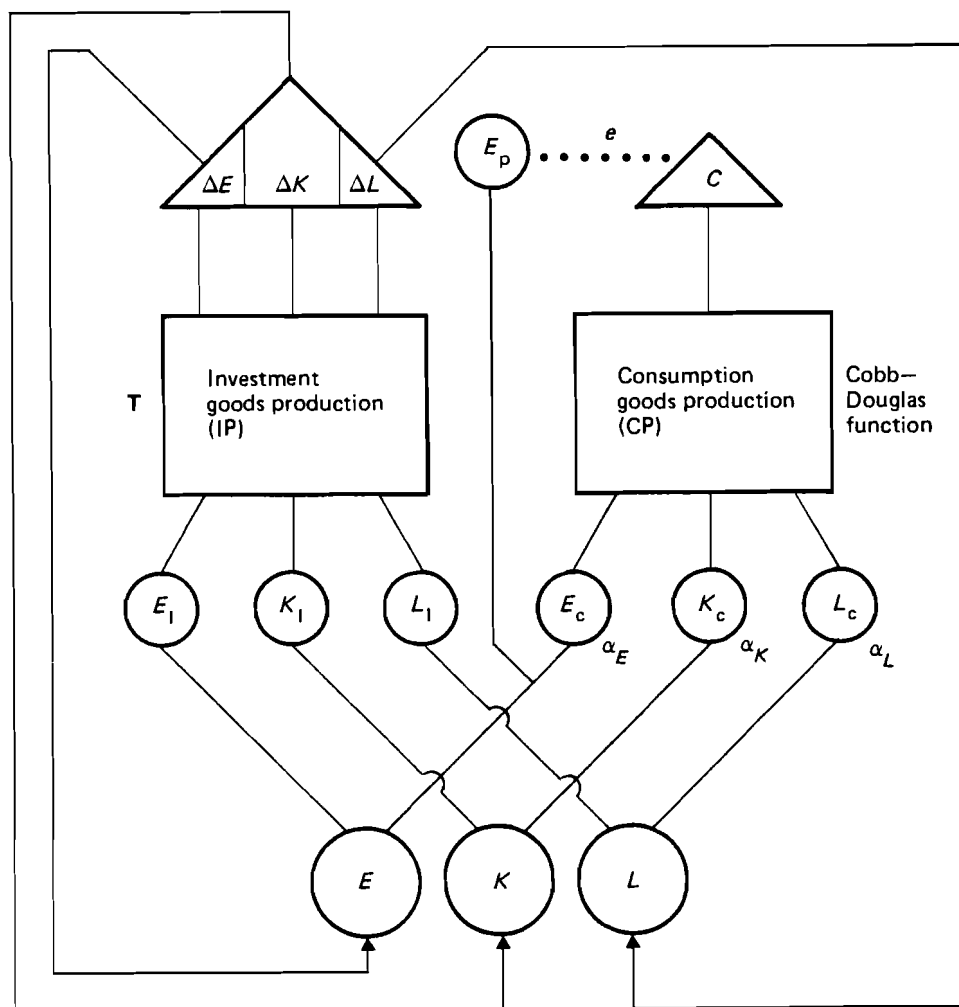 ΔE ΔK ΔL
E_p e C
T
Investment
goods production
(IP)
Consumption
goods production
(CP)
Cobb—
Douglas
function
E_I K_I L_I E_c K_c L_c
α_E α_K α_L
E K L